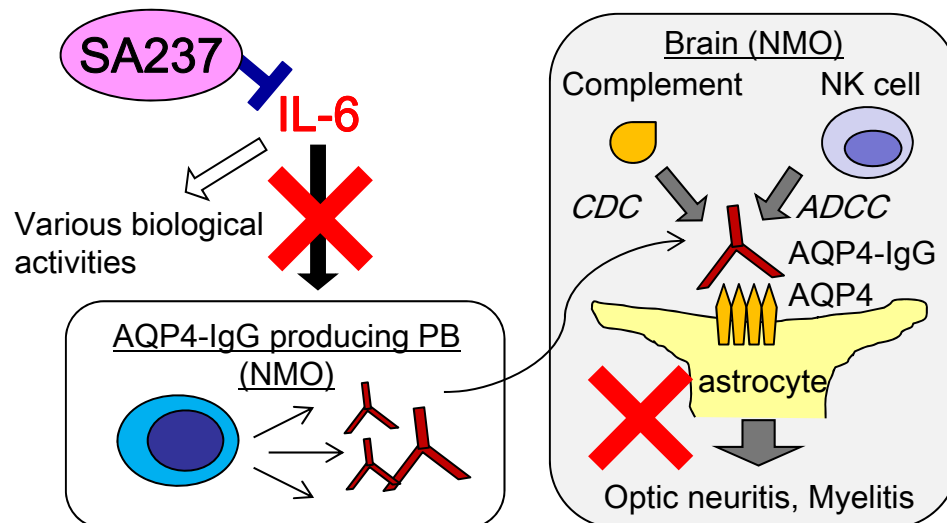 SA237
IL-6
Various biological
activities
AQP4-IgG producing PB
(NMO)
Brain (NMO)
Complement
NK cell
CDC
ADCC
AQP4-IgG
AQP4
astrocyte
Optic neuritis, Myelitis